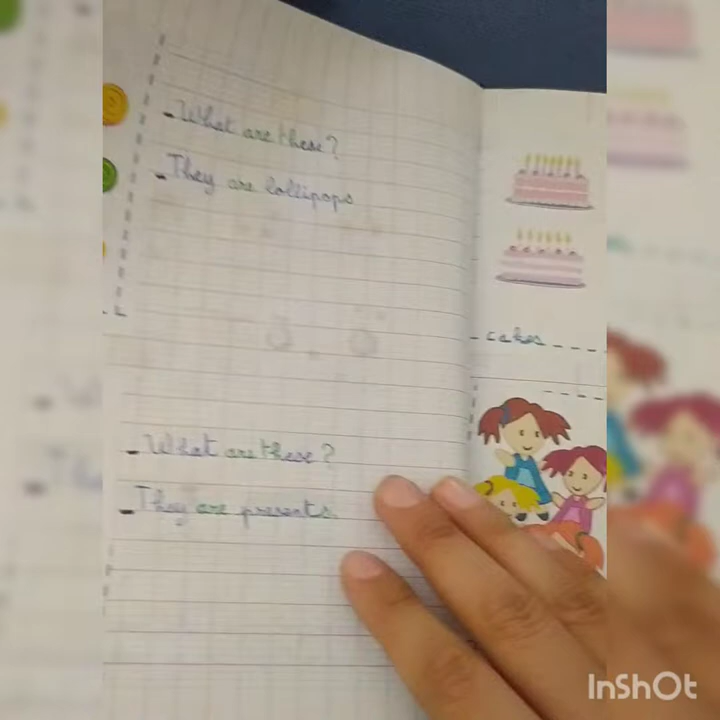 - What are these?
- They are lollipops
cakes
- What are these?
- They are presents.
InShOt